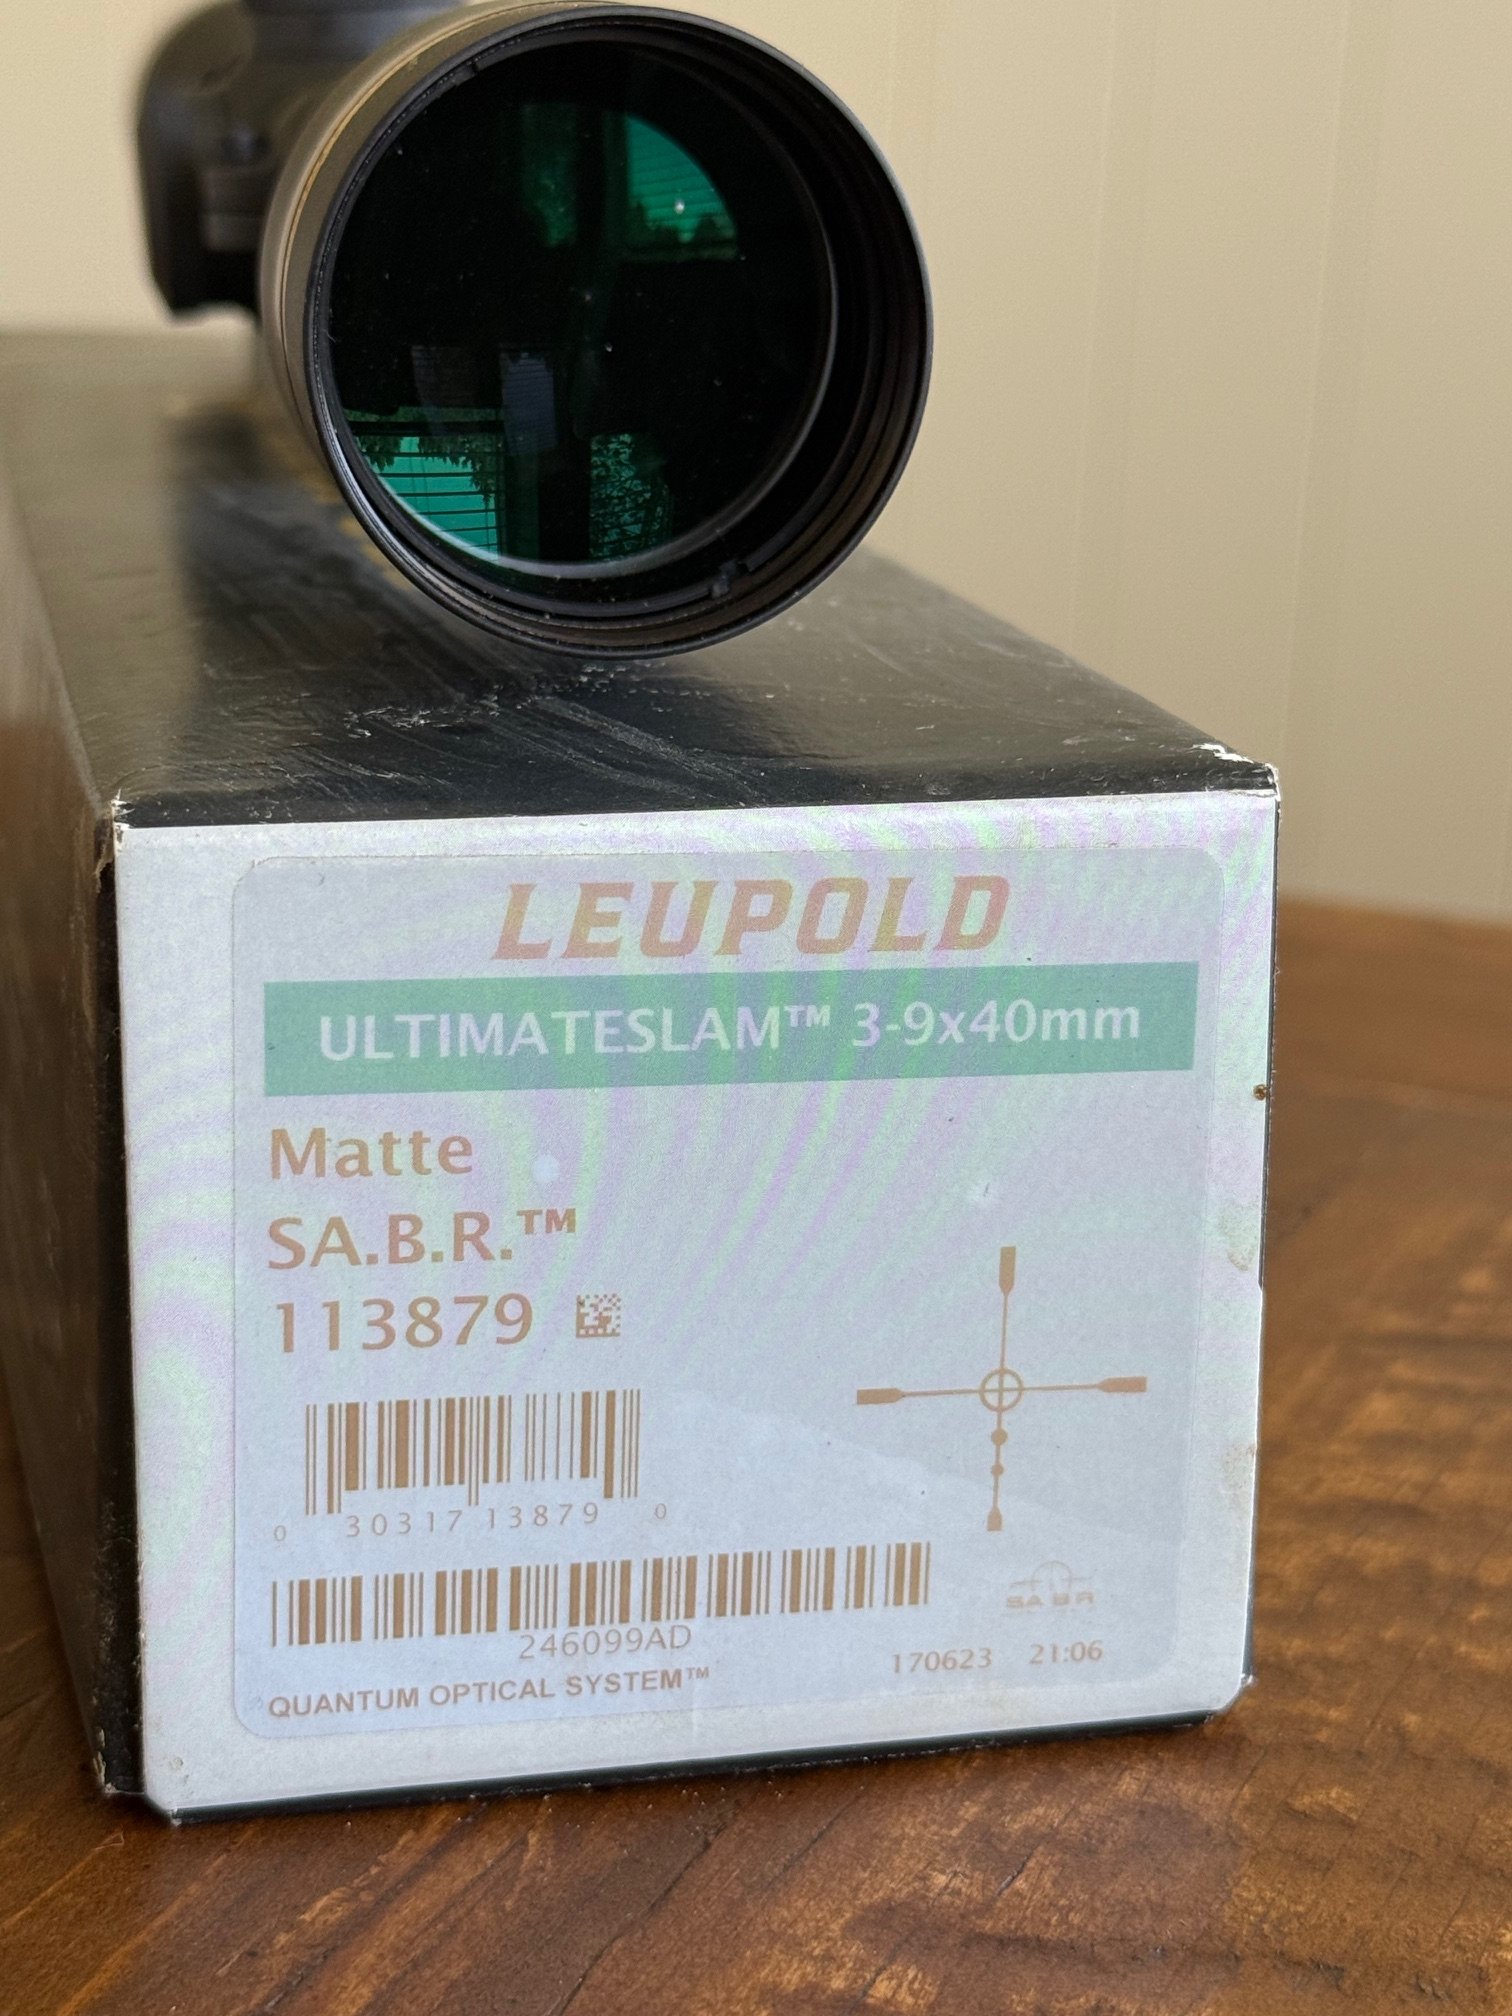 LEUPOLD
ULTIMATESLAM™ 3-9x40mm
Matte
SA.B.R.™
113879
0 30317 13879 0
246099AD
SA.B.R
QUANTUM OPTICAL SYSTEM™
170623 21:06